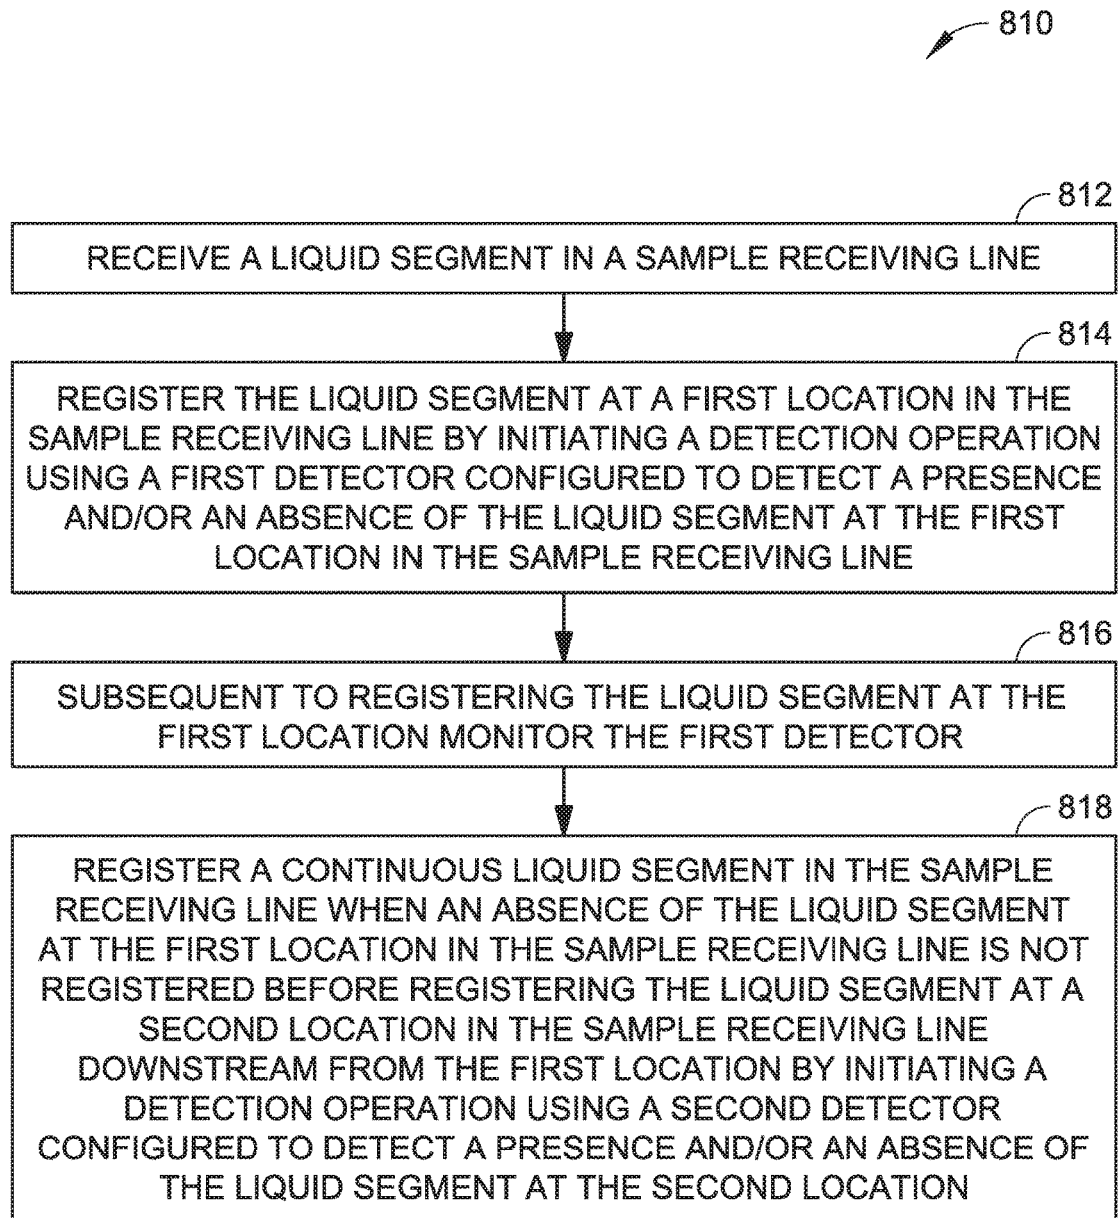 810
812
RECEIVE A LIQUID SEGMENT IN A SAMPLE RECEIVING LINE
814
REGISTER THE LIQUID SEGMENT AT A FIRST LOCATION IN THE
SAMPLE RECEIVING LINE BY INITIATING A DETECTION OPERATION
USING A FIRST DETECTOR CONFIGURED TO DETECT A PRESENCE
AND/OR AN ABSENCE OF THE LIQUID SEGMENT AT THE FIRST
LOCATION IN THE SAMPLE RECEIVING LINE
816
SUBSEQUENT TO REGISTERING THE LIQUID SEGMENT AT THE
FIRST LOCATION MONITOR THE FIRST DETECTOR
818
REGISTER A CONTINUOUS LIQUID SEGMENT IN THE SAMPLE
RECEIVING LINE WHEN AN ABSENCE OF THE LIQUID SEGMENT
AT THE FIRST LOCATION IN THE SAMPLE RECEIVING LINE IS NOT
REGISTERED BEFORE REGISTERING THE LIQUID SEGMENT AT A
SECOND LOCATION IN THE SAMPLE RECEIVING LINE
DOWNSTREAM FROM THE FIRST LOCATION BY INITIATING A
DETECTION OPERATION USING A SECOND DETECTOR
CONFIGURED TO DETECT A PRESENCE AND/OR AN ABSENCE OF
THE LIQUID SEGMENT AT THE SECOND LOCATION